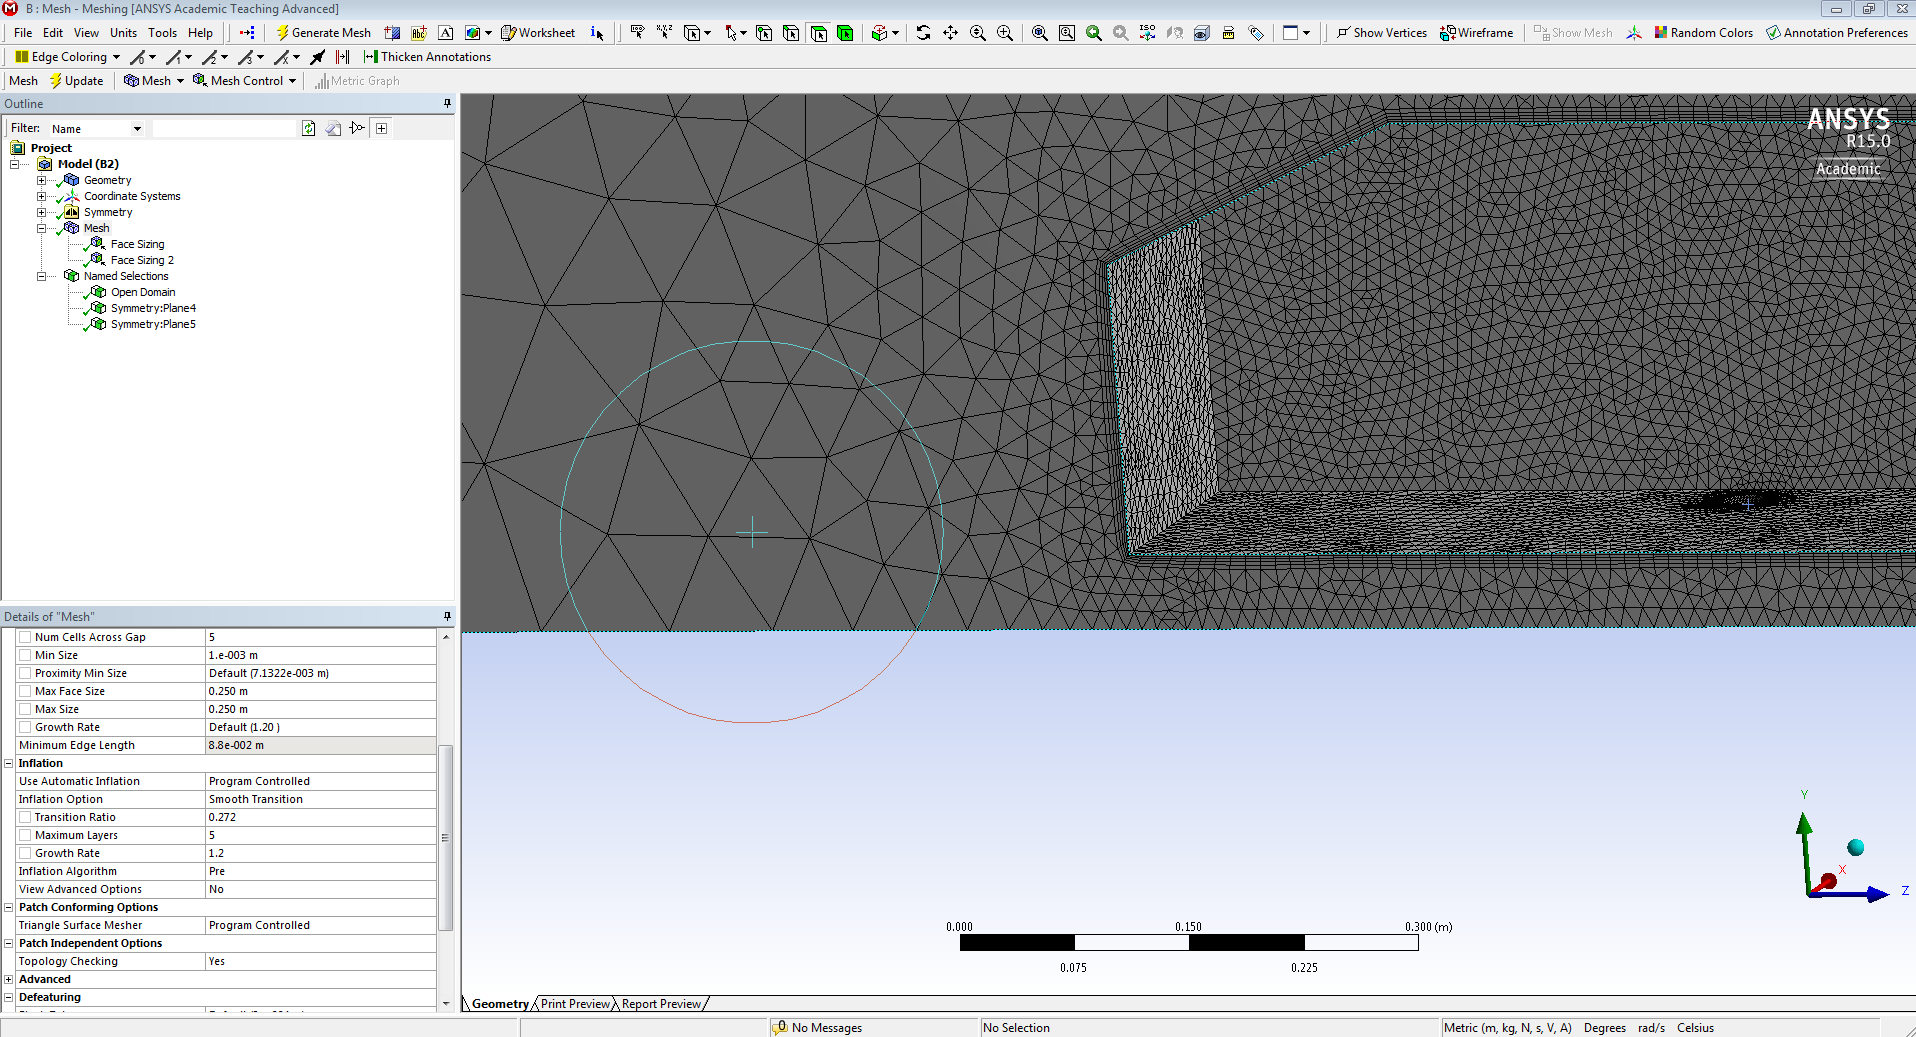 B : Mesh - Meshing [ANSYS Academic Teaching Advanced]
File Edit View Units Tools Help Generate Mesh Worksheet Show Vertices Wireframe Show Mesh Random Colors Annotation Preferences
Edge Coloring Thicken Annotations
Mesh Update Mesh Mesh Control Metric Graph
Outline
Filter: Name
Project
Model (B2)
Geometry
Coordinate Systems
Symmetry
Mesh
Face Sizing
Face Sizing 2
Named Selections
Open Domain
Symmetry:Plane4
Symmetry:Plane5
Details of "Mesh"
Num Cells Across Gap 5
Min Size 1.e-003 m
Proximity Min Size Default (7.1322e-003 m)
Max Face Size 0.250 m
Max Size 0.250 m
Growth Rate Default (1.20 )
Minimum Edge Length 8.8e-002 m
Inflation
Use Automatic Inflation Program Controlled
Inflation Option Smooth Transition
Transition Ratio 0.272
Maximum Layers 5
Growth Rate 1.2
Inflation Algorithm Pre
View Advanced Options No
Patch Conforming Options
Triangle Surface Mesher Program Controlled
Patch Independent Options
Topology Checking Yes
Advanced
Defeaturing
ANSYS
R15.0
Academic
Y
X
Z
0.000 0.150 0.300 (m)
0.075 0.225
Geometry Print Preview Report Preview
0 No Messages No Selection Metric (m, kg, N, s, V, A) Degrees rad/s Celsius